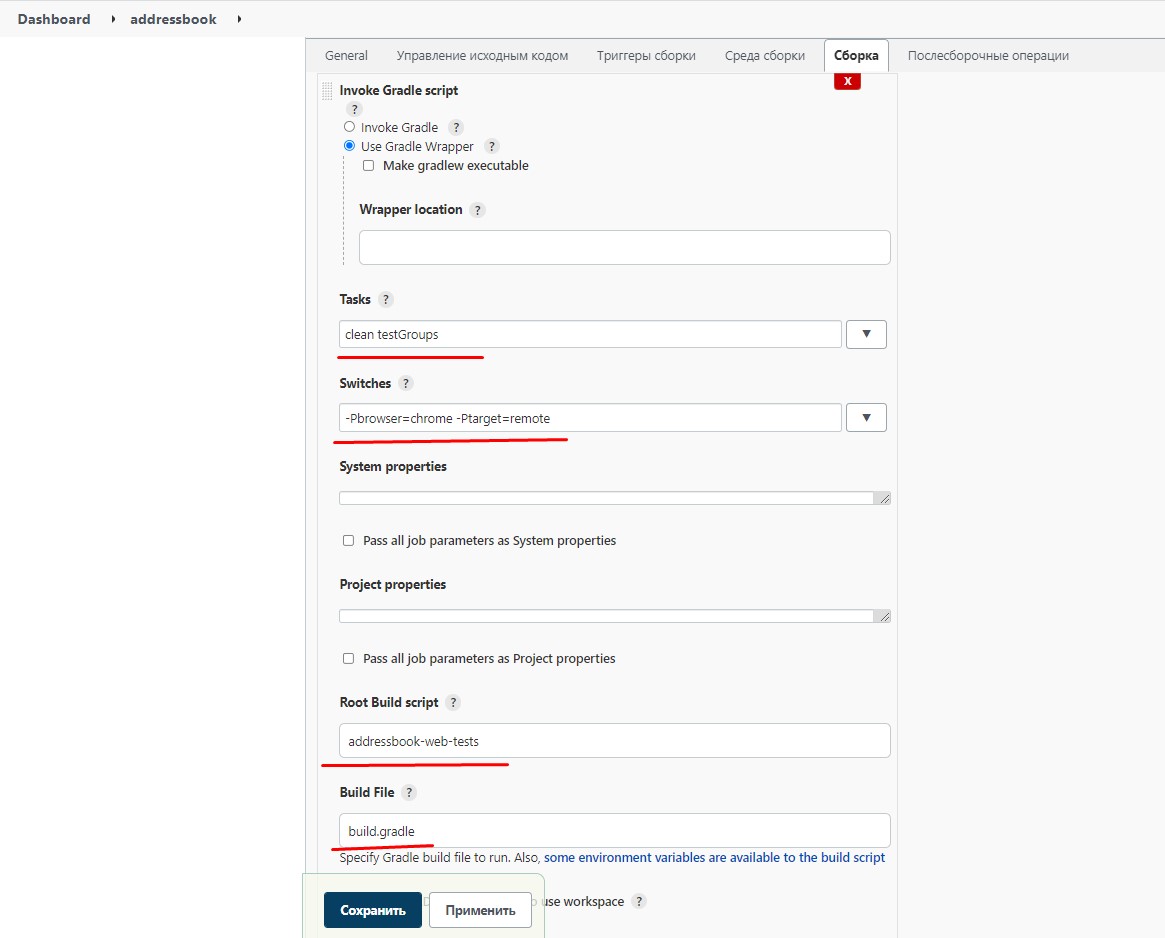 Dashboard addressbook
General Управление исходным кодом Триггеры сборки Среда сборки Сборка Послесборочные операции
X
Invoke Gradle script
?
Invoke Gradle ?
Use Gradle Wrapper ?
Make gradlew executable
Wrapper location ?
Tasks ?
clean testGroups
Switches ?
-Pbrowser=chrome -Ptarget=remote
System properties
Pass all job parameters as System properties
Project properties
Pass all job parameters as Project properties
Root Build script ?
addressbook-web-tests
Build File ?
build.gradle
Specify Gradle build file to run. Also, some environment variables are available to the build script
use workspace ?
Сохранить Применить